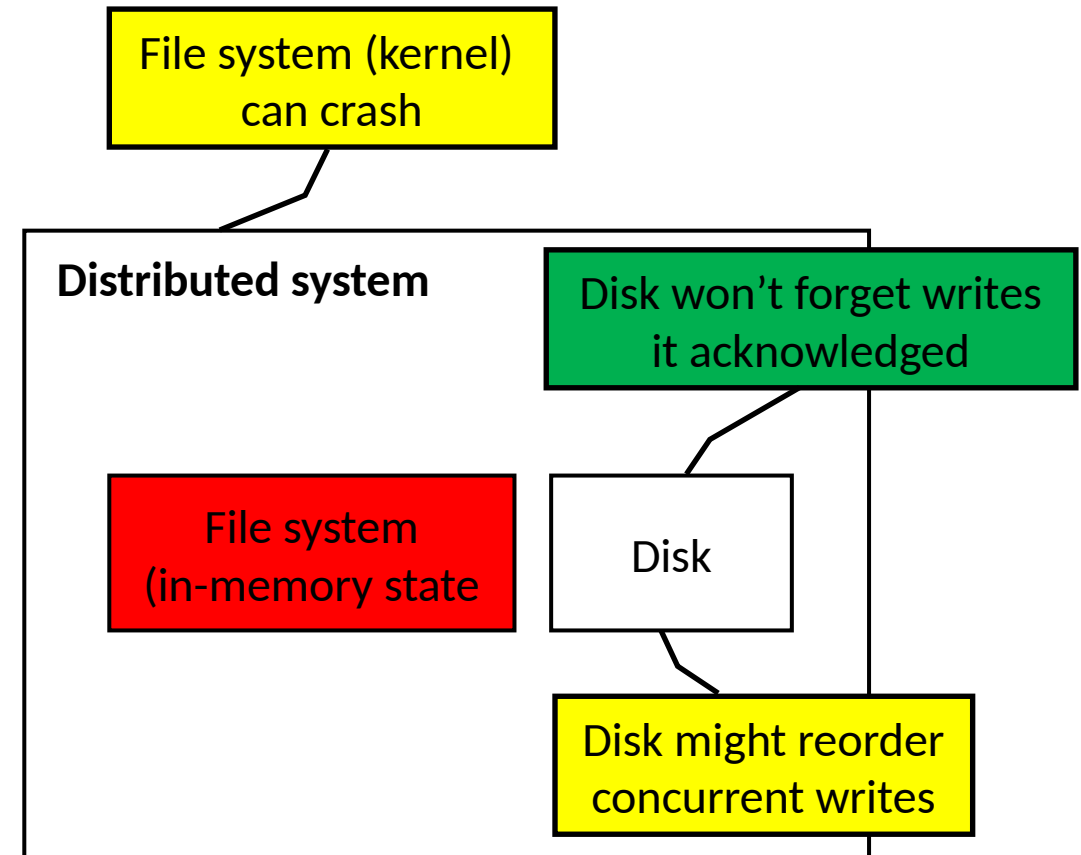 File system (kernel)
can crash
Distributed system
Disk won’t forget writes
it acknowledged
File system
(in-memory state
Disk
Disk might reorder
concurrent writes